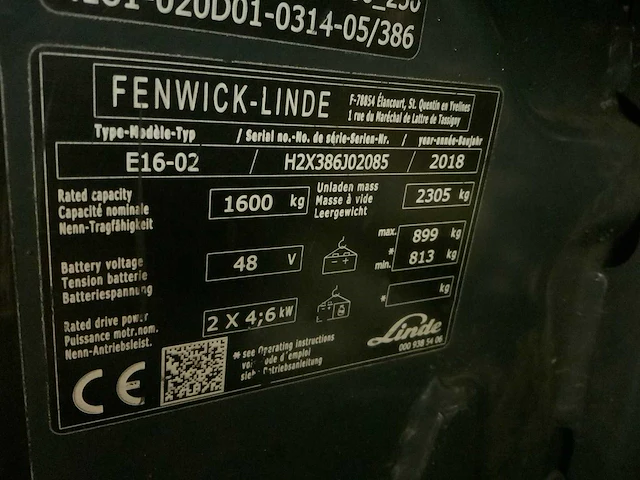 020D01-0314-05/386
FENWICK-LINDE
F-78854 Élancourt, St. Quentin en Yvelines
1 rue du Maréchal de Lattre de Tassigny
Type-Modèle-Typ / Serial no.-No. de série-Serien-Nr. / year-année-Baujahr
E16-02 / H2X386J02085 / 2018
Rated capacity
Capacité nominale
Nenn-Tragfähigkeit
1600 kg
Unladen mass
Masse à vide
Leergewicht
2305 kg
Battery voltage
Tension batterie
Batteriespannung
48 V
max. 899 kg
*
min. 813 kg
Rated drive power
Puissance motr.nom.
Nenn-Antriebsleist.
2 X 4;6 kW
* kg
CE
* see Operating instructions
d'emploi
Linde
000 938 54 06